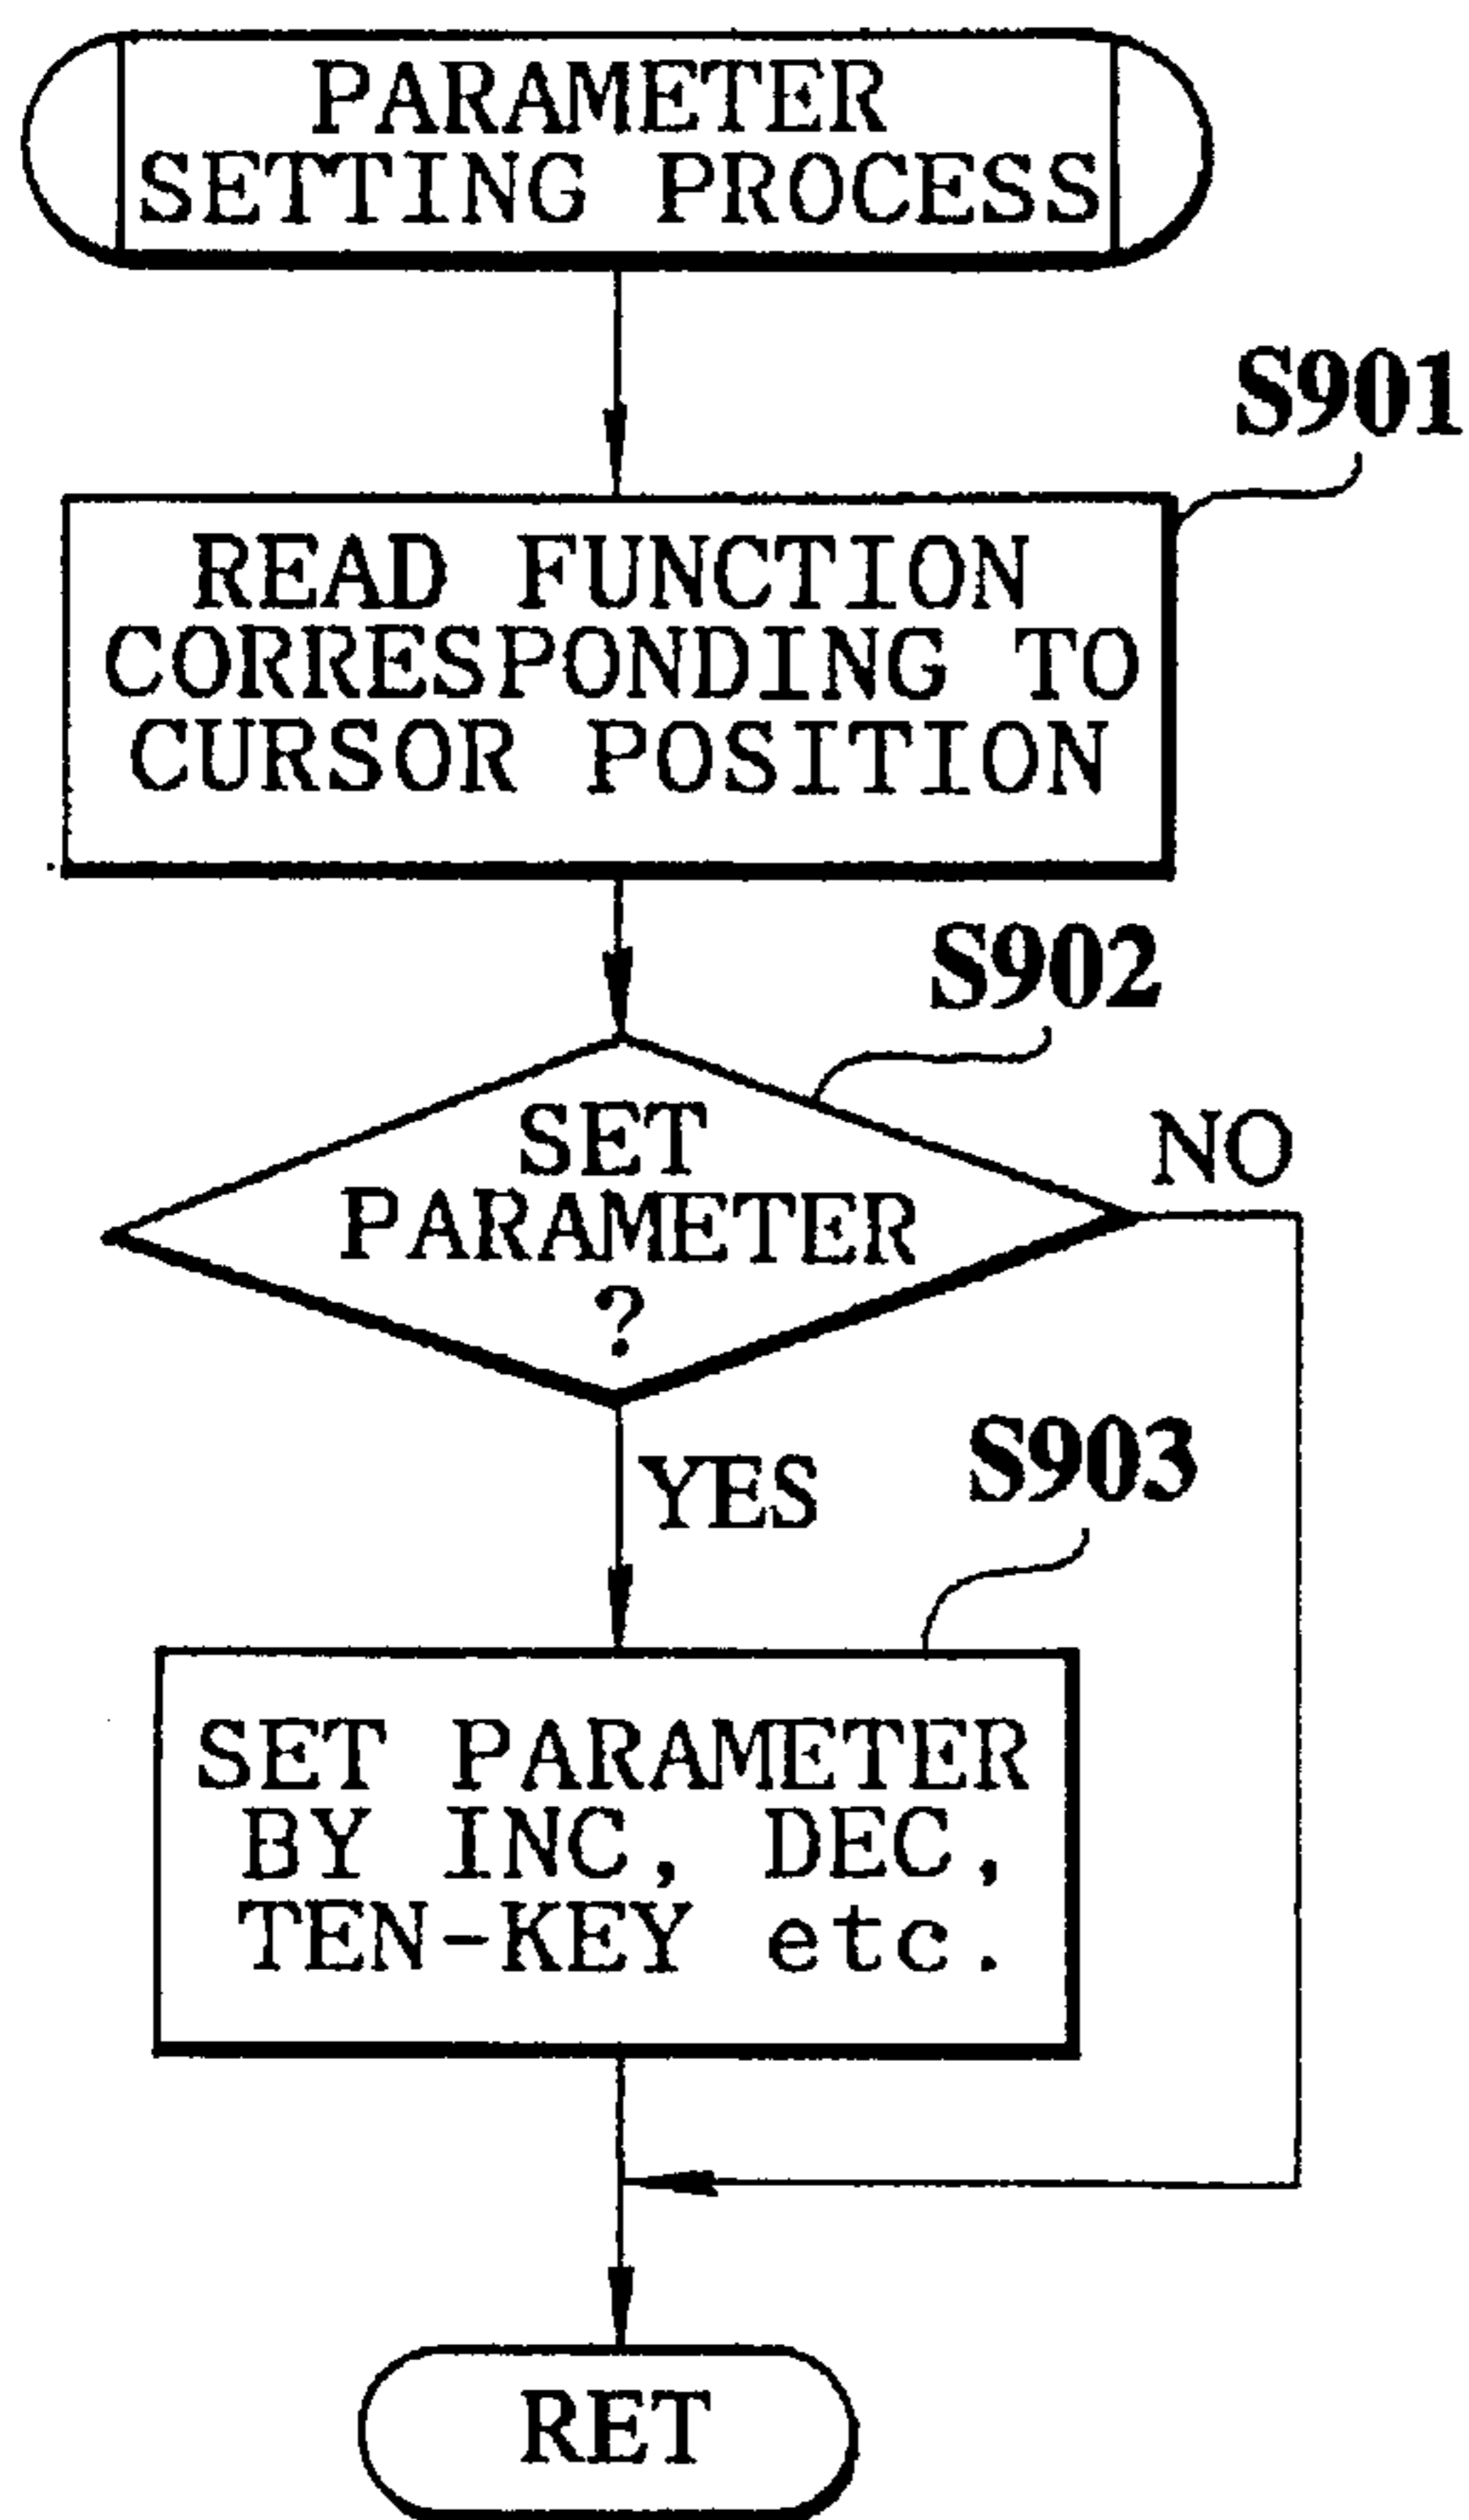 PARAMETER
SETTING PROCESS
S901
READ FUNCTION
CORRESPONDING TO
CURSOR POSITION
S902
SET
PARAMETER
?
NO
YES
S903
SET PARAMETER
BY INC, DEC,
TEN-KEY etc.
RET